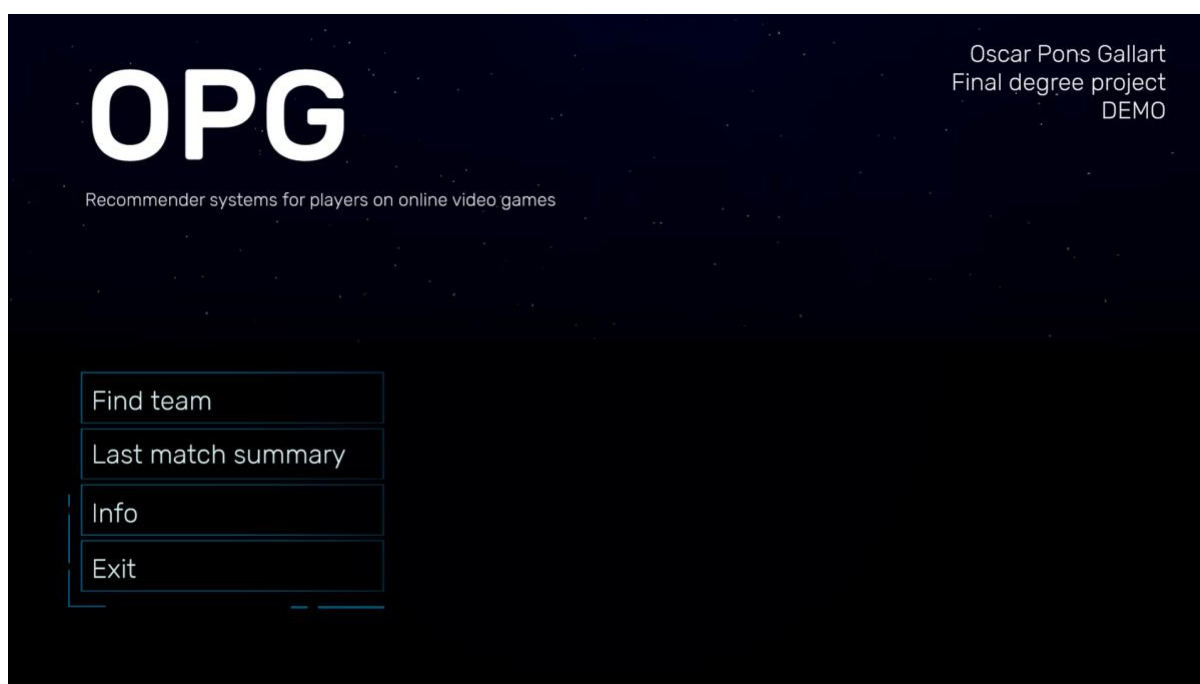 OPG
Recommender systems for players on online video games
Oscar Pons Gallart
Final degree project
DEMO
Find team
Last match summary
Info
Exit